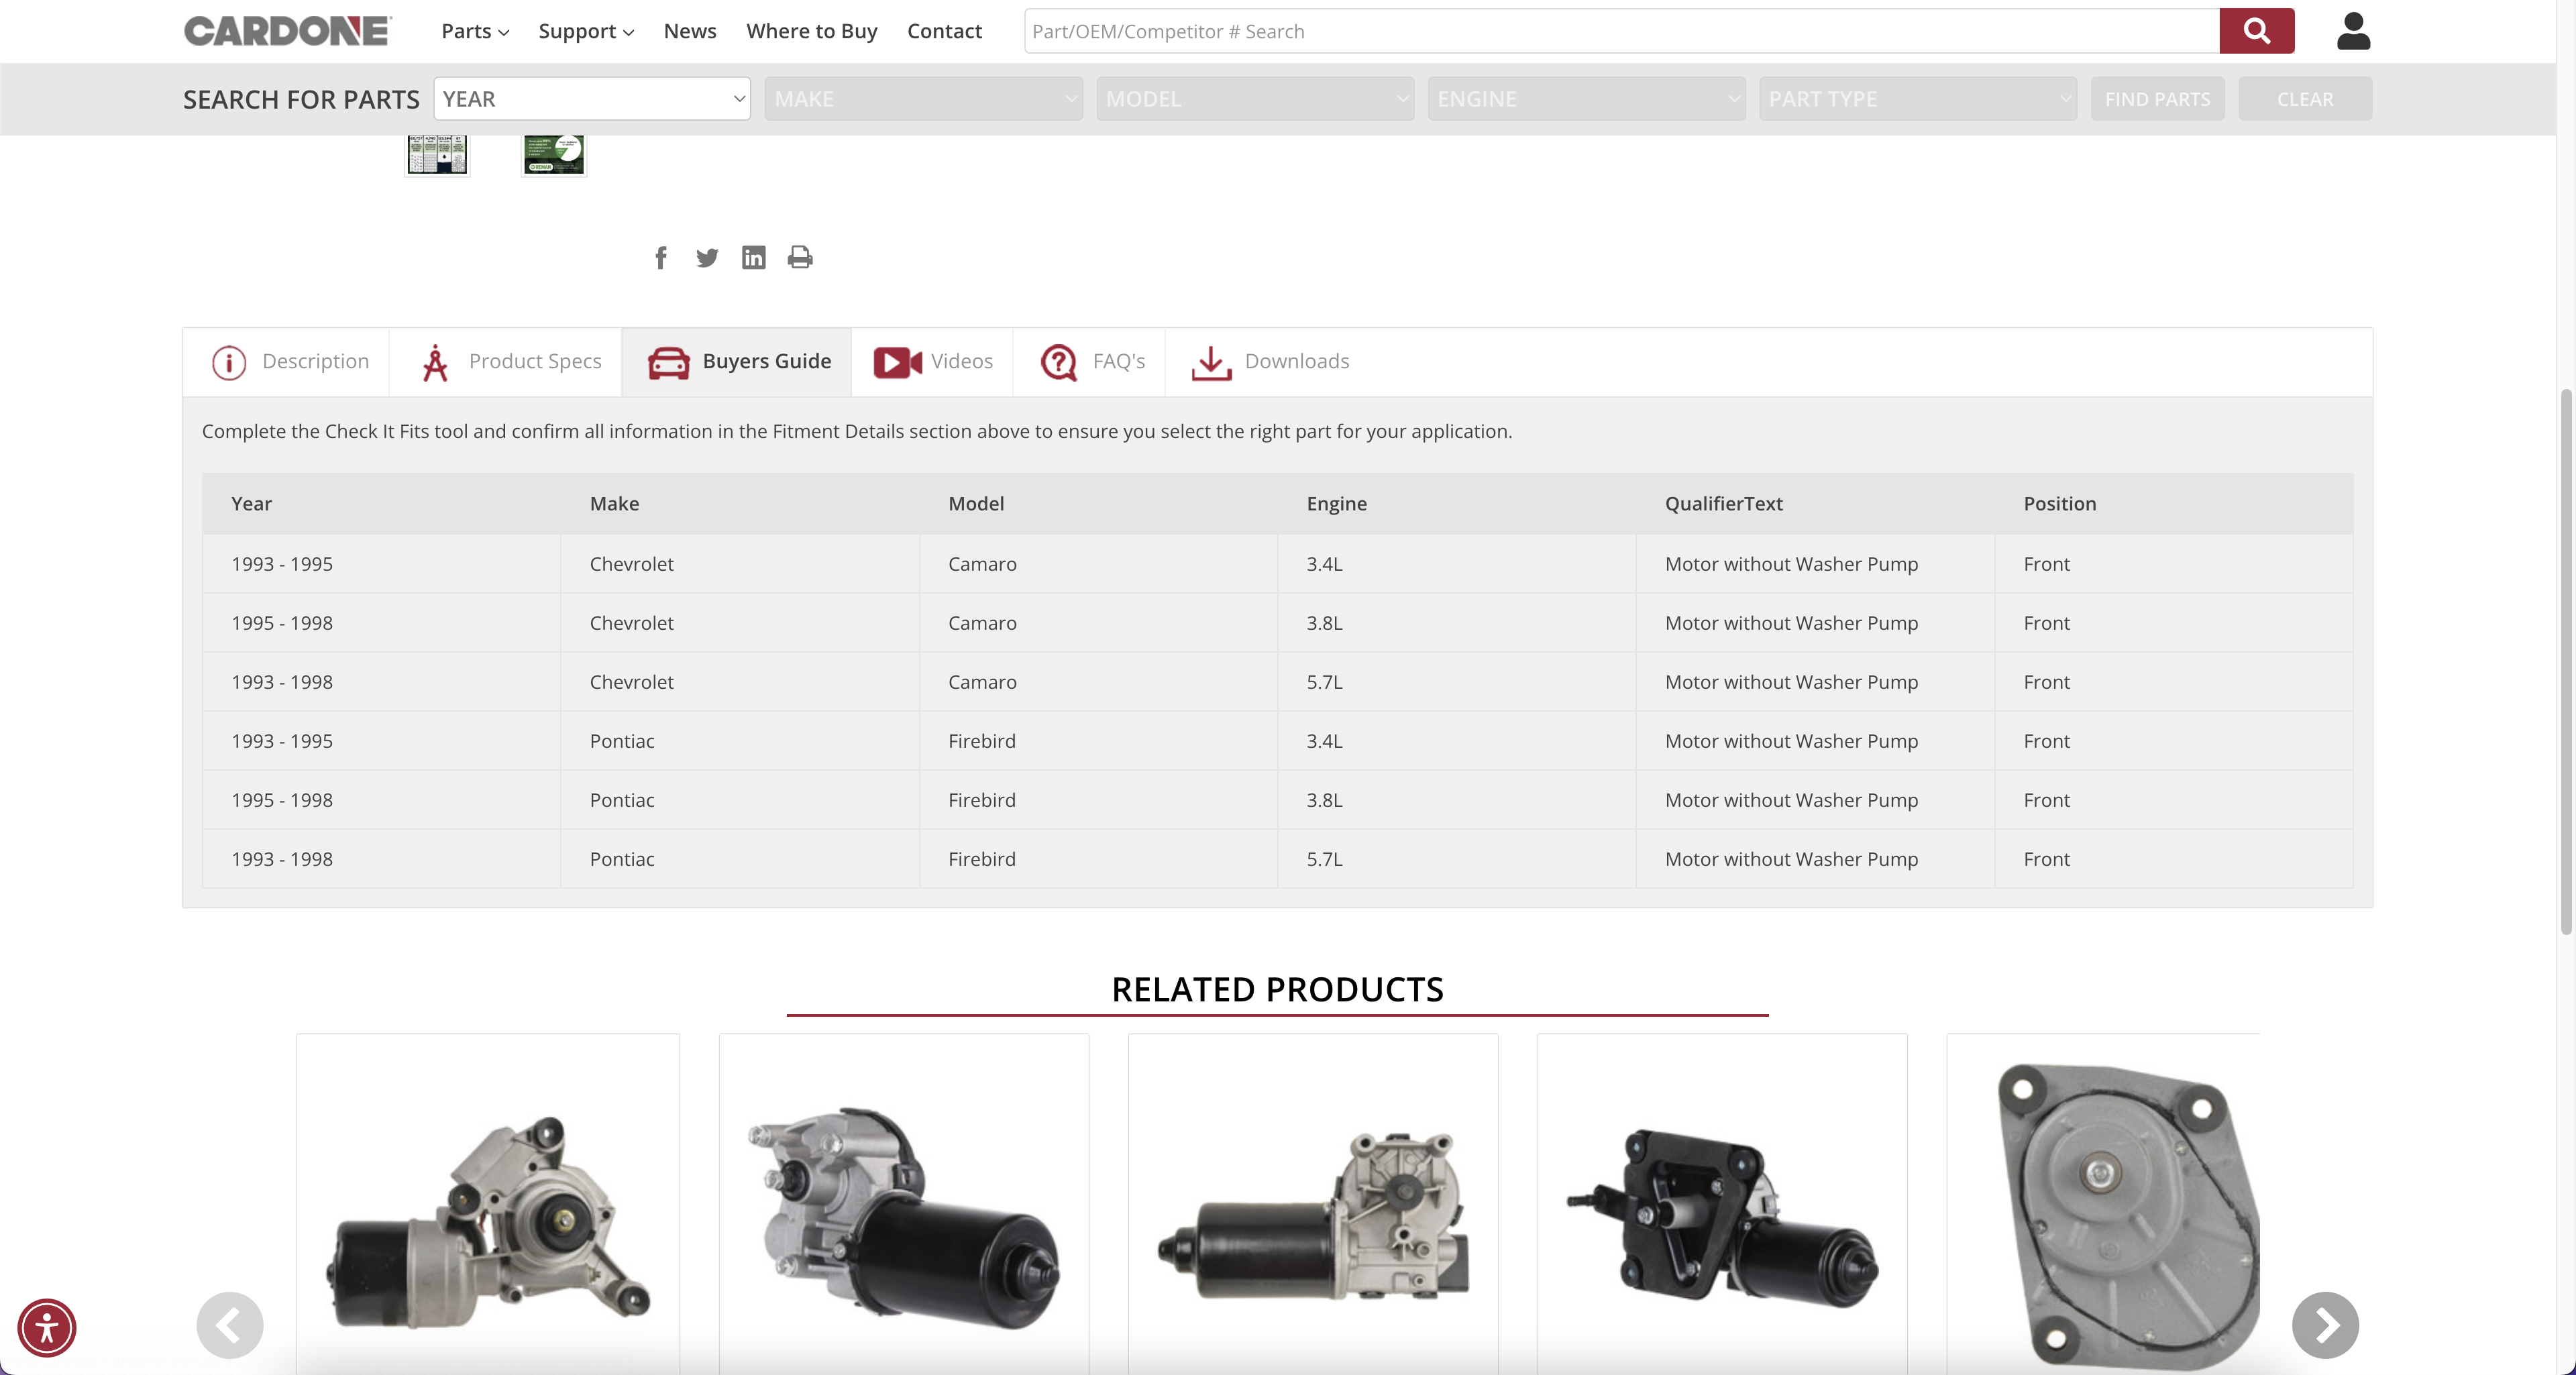 CARDONE
Parts Support News Where to Buy Contact Part/OEM/Competitor # Search
SEARCH FOR PARTS YEAR MAKE MODEL ENGINE PART TYPE FIND PARTS CLEAR
Description Product Specs Buyers Guide Videos FAQ's Downloads
Complete the Check It Fits tool and confirm all information in the Fitment Details section above to ensure you select the right part for your application.
Year Make Model Engine QualifierText Position
1993 - 1995 Chevrolet Camaro 3.4L Motor without Washer Pump Front
1995 - 1998 Chevrolet Camaro 3.8L Motor without Washer Pump Front
1993 - 1998 Chevrolet Camaro 5.7L Motor without Washer Pump Front
1993 - 1995 Pontiac Firebird 3.4L Motor without Washer Pump Front
1995 - 1998 Pontiac Firebird 3.8L Motor without Washer Pump Front
1993 - 1998 Pontiac Firebird 5.7L Motor without Washer Pump Front
RELATED PRODUCTS